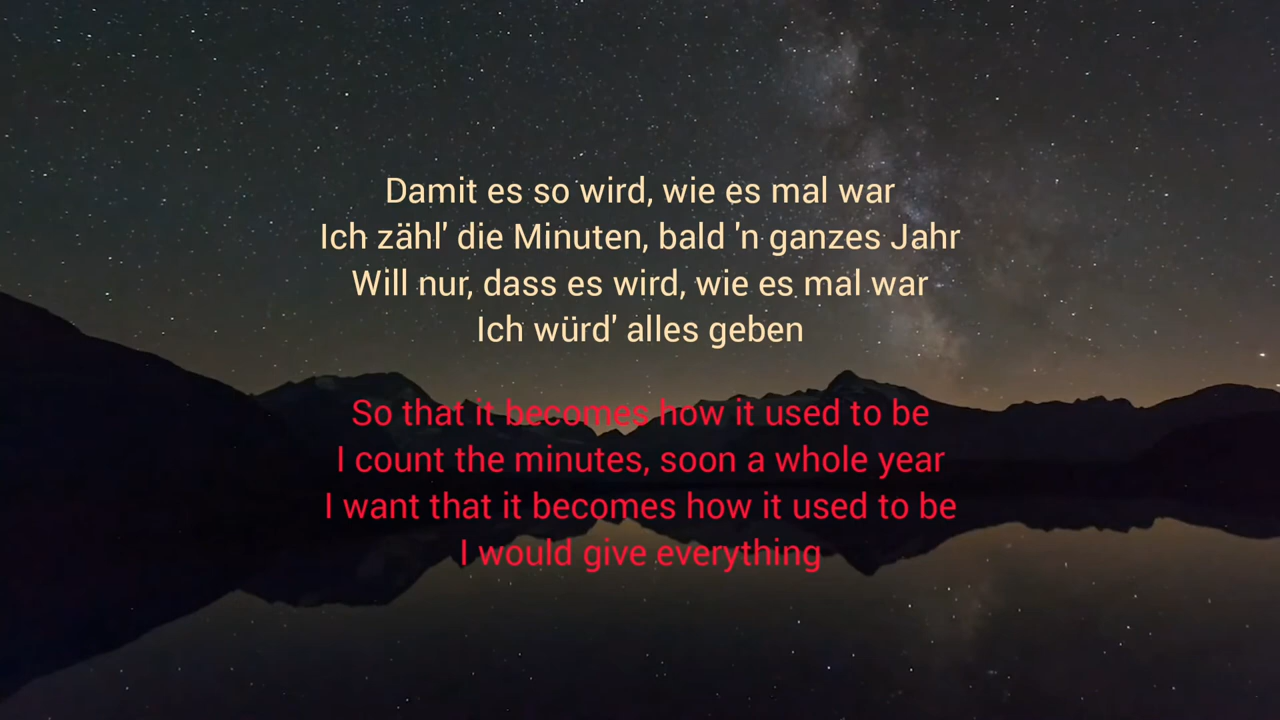 Damit es so wird, wie es mal war
Ich zähl' die Minuten, bald 'n ganzes Jahr
Will nur, dass es wird, wie es mal war
Ich würd' alles geben
So that it becomes how it used to be
I count the minutes, soon a whole year
I want that it becomes how it used to be
I would give everything